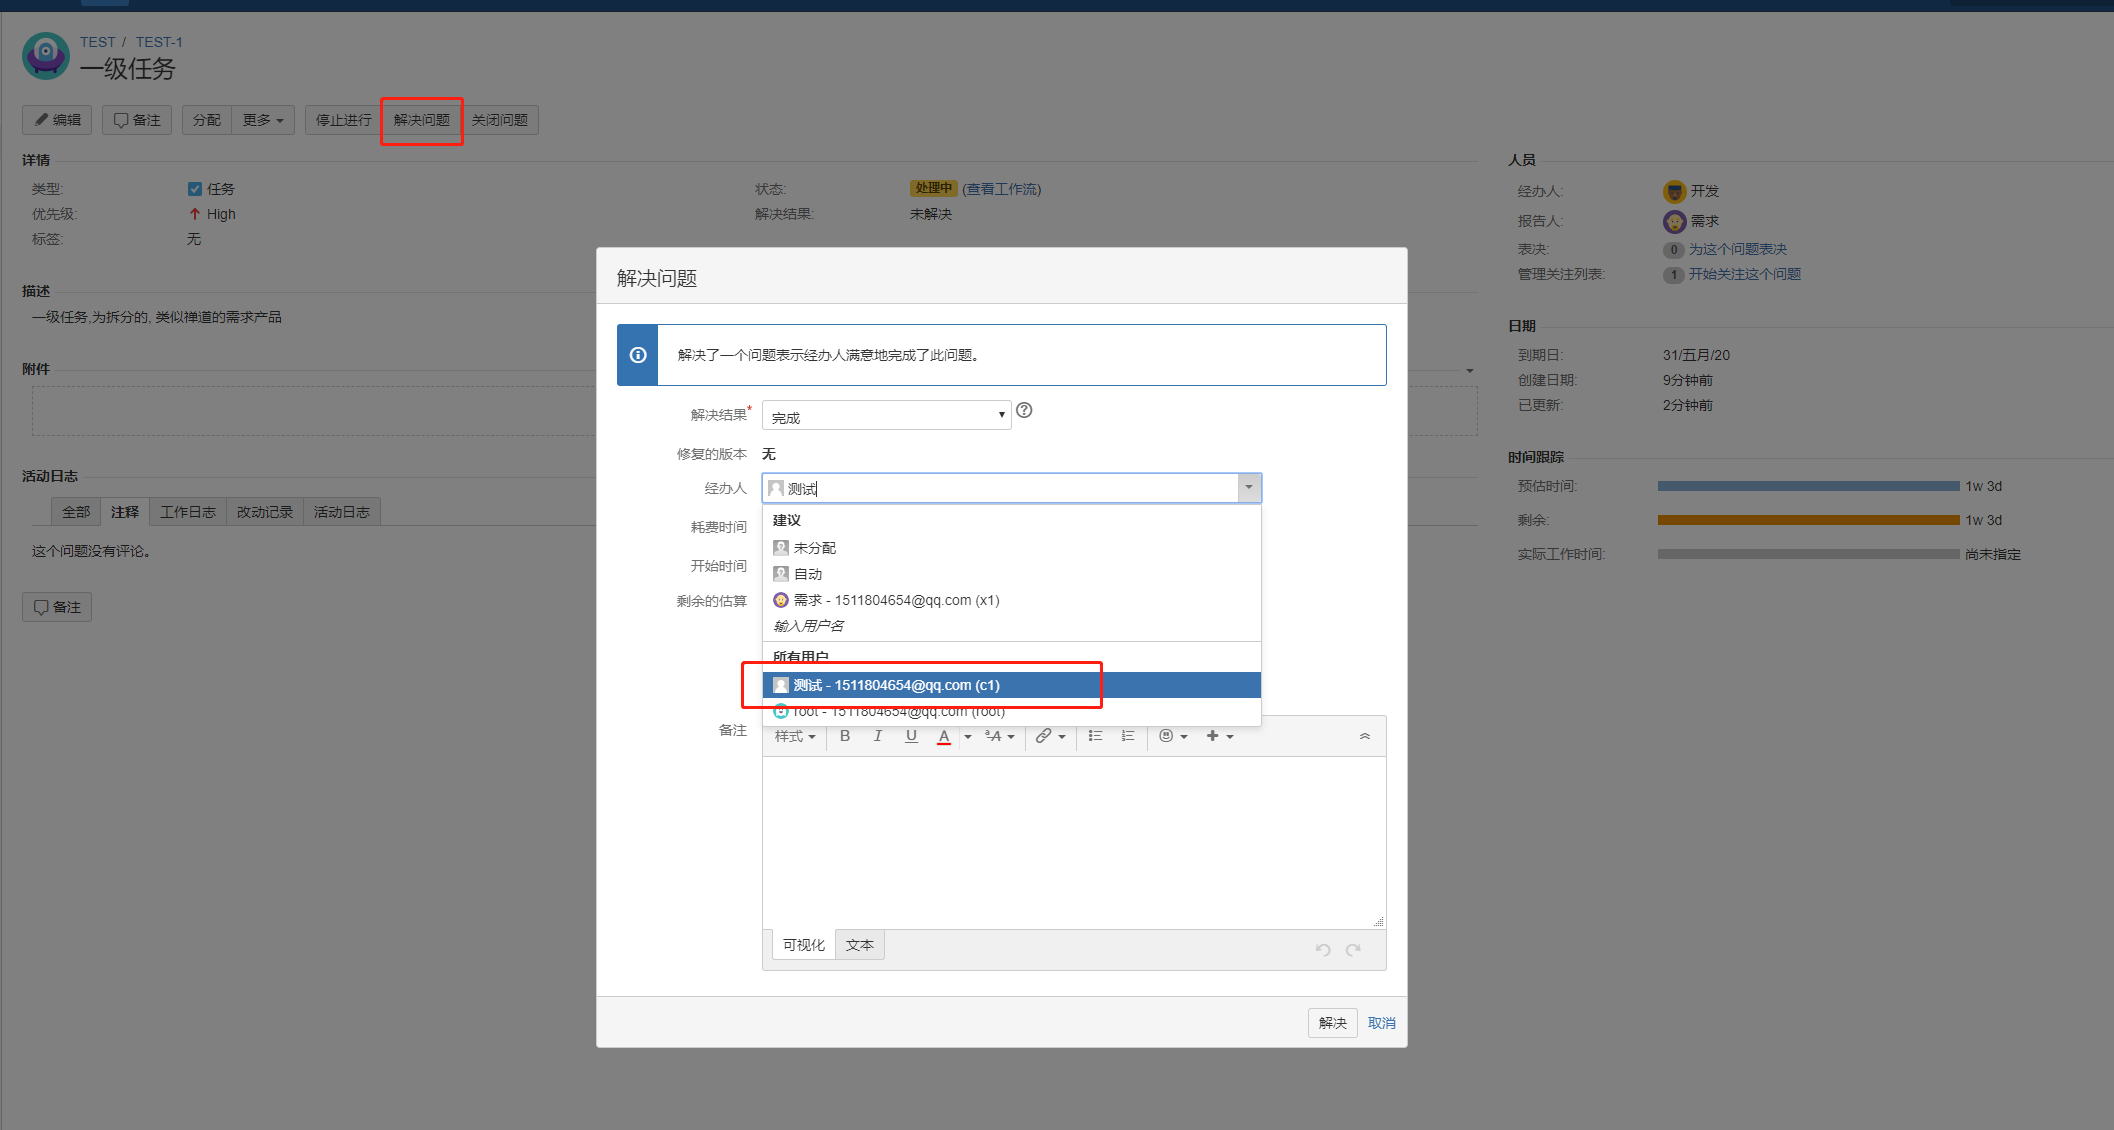 TEST / TEST-1
一级任务
编辑 备注 分配 更多 停止进行 解决问题 关闭问题
详情
类型: 任务
状态: 处理中 (查看工作流)
优先级: High
解决结果: 未解决
标签: 无
描述
一级任务,为拆分的, 类似禅道的需求产品
附件
活动日志
全部 注释 工作日志 改动记录 活动日志
这个问题没有评论。
备注
人员
经办人: 开发
报告人: 需求
表决: 0 为这个问题表决
管理关注列表: 1 开始关注这个问题
日期
到期日: 31/五月/20
创建日期: 9分钟前
已更新: 2分钟前
时间跟踪
预估时间: 1w 3d
剩余: 1w 3d
实际工作时间: 尚未指定
解决问题
解决了一个问题表示经办人满意地完成了此问题。
解决结果* 完成
修复的版本 无
经办人 测试
耗费时间
开始时间
剩余的估算
建议
未分配
自动
需求 - 1511804654@qq.com (x1)
输入用户名
所有用户
测试 - 1511804654@qq.com (c1)
root - 1511804654@qq.com (root)
备注
样式 B I U A ªA
可视化 文本
解决 取消